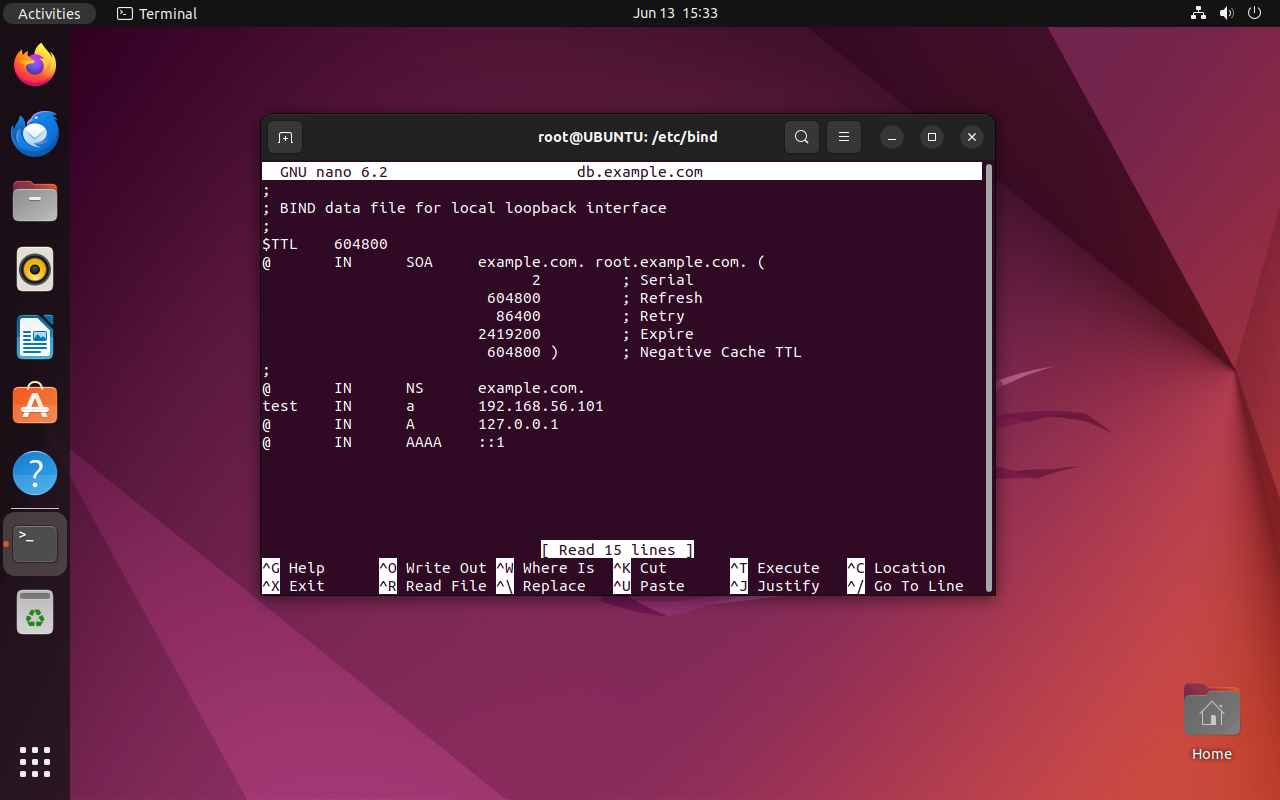 Activities Terminal Jun 13 15:33
root@UBUNTU: /etc/bind
GNU nano 6.2 db.example.com
;
; BIND data file for local loopback interface
;
$TTL 604800
@ IN SOA example.com. root.example.com. (
2 ; Serial
604800 ; Refresh
86400 ; Retry
2419200 ; Expire
604800 ) ; Negative Cache TTL
;
@ IN NS example.com.
test IN a 192.168.56.101
@ IN A 127.0.0.1
@ IN AAAA ::1
[ Read 15 lines ]
^G Help ^O Write Out ^W Where Is ^K Cut ^T Execute ^C Location
^X Exit ^R Read File ^\ Replace ^U Paste ^J Justify ^/ Go To Line
Home